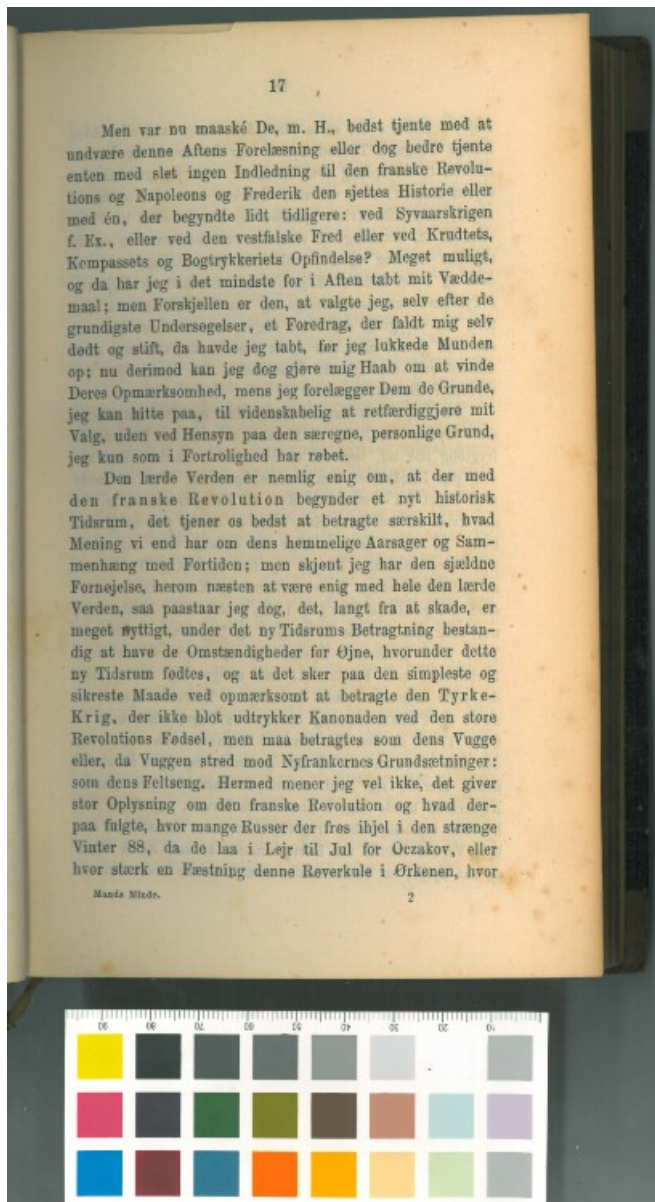 17
Men var nu maaské De, m. H., bedst tjente med at
undvære denne Aftens Forelæsning eller dog bedre tjente
enten med slet ingen Indledning til den franske Revolu-
tions og Napoleons og Frederik den sjettes Historie eller
med én, der begyndte lidt tidligere: ved Syvaarskrigen
f. Ex., eller ved den vestfalske Fred eller ved Krudtets,
Kompassets og Bogtrykkeriets Opfindelse? Meget muligt,
og da har jeg i det mindste for i Aften tabt mit Vædde-
maal; men Forskjellen er den, at valgte jeg, selv efter de
grundigste Undersøgelser, et Foredrag, der faldt mig selv
dødt og stift, da havde jeg tabt, før jeg lukkede Munden
op; nu derimod kan jeg dog gjøre mig Haab om at vinde
Deres Opmærksomhed, mens jeg forelægger Dem de Grunde,
jeg kan hitte paa, til videnskabelig at retfærdiggjøre mit
Valg, uden ved Hensyn paa den særegne, personlige Grund,
jeg kun som i Fortrolighed har røbet.
Den lærde Verden er nemlig enig om, at der med
den franske Revolution begynder et nyt historisk
Tidsrum, det tjener os bedst at betragte særskilt, hvad
Mening vi end har om dens hemmelige Aarsager og Sam-
menhæng med Fortiden; men skjønt jeg har den sjældne
Fornøjelse, herom næsten at være enig med hele den lærde
Verden, saa paastaar jeg dog, det, langt fra at skade, er
meget nyttigt, under det ny Tidsrums Betragtning bestan-
dig at have de Omstændigheder for Øjne, hvorunder dette
ny Tidsrum fødtes, og at det sker paa den simpleste og
sikreste Maade ved opmærksomt at betragte den Tyrke-
Krig, der ikke blot udtrykker Kanonaden ved den store
Revolutions Fødsel, men maa betragtes som dens Vugge
eller, da Vuggen stred mod Nyfrankernes Grundsætninger:
som dens Feltseng. Hermed mener jeg vel ikke, det giver
stor Oplysning om den franske Revolution og hvad der-
paa fulgte, hvor mange Russer der frøs ihjel i den strænge
Vinter 88, da de laa i Lejr til Jul for Oczakov, eller
hvor stærk en Fæstning denne Røverkule i Ørkenen, hvor
Mands Minde. 2
90 80 70 60 50 40 30 20 10